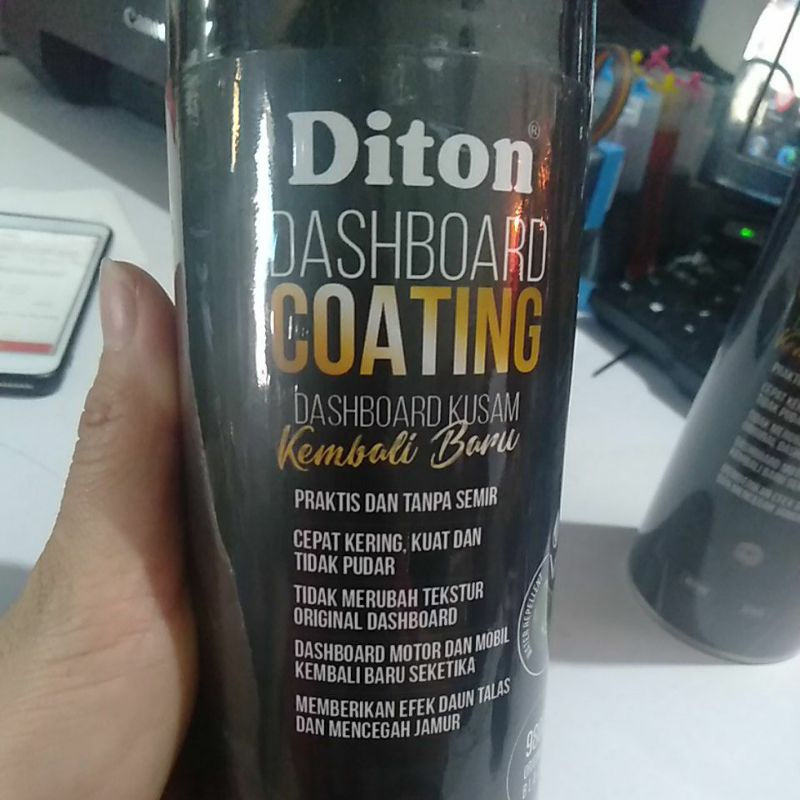 Diton®
DASHBOARD
COATING
DASHBOARD KUSAM
Kembali Baru
PRAKTIS DAN TANPA SEMIR
CEPAT KERING, KUAT DAN
TIDAK PUDAR
TIDAK MERUBAH TEKSTUR
ORIGINAL DASHBOARD
DASHBOARD MOTOR DAN MOBIL
KEMBALI BARU SEKETIKA
MEMBERIKAN EFEK DAUN TALAS
DAN MENCEGAH JAMUR
REPELLENT